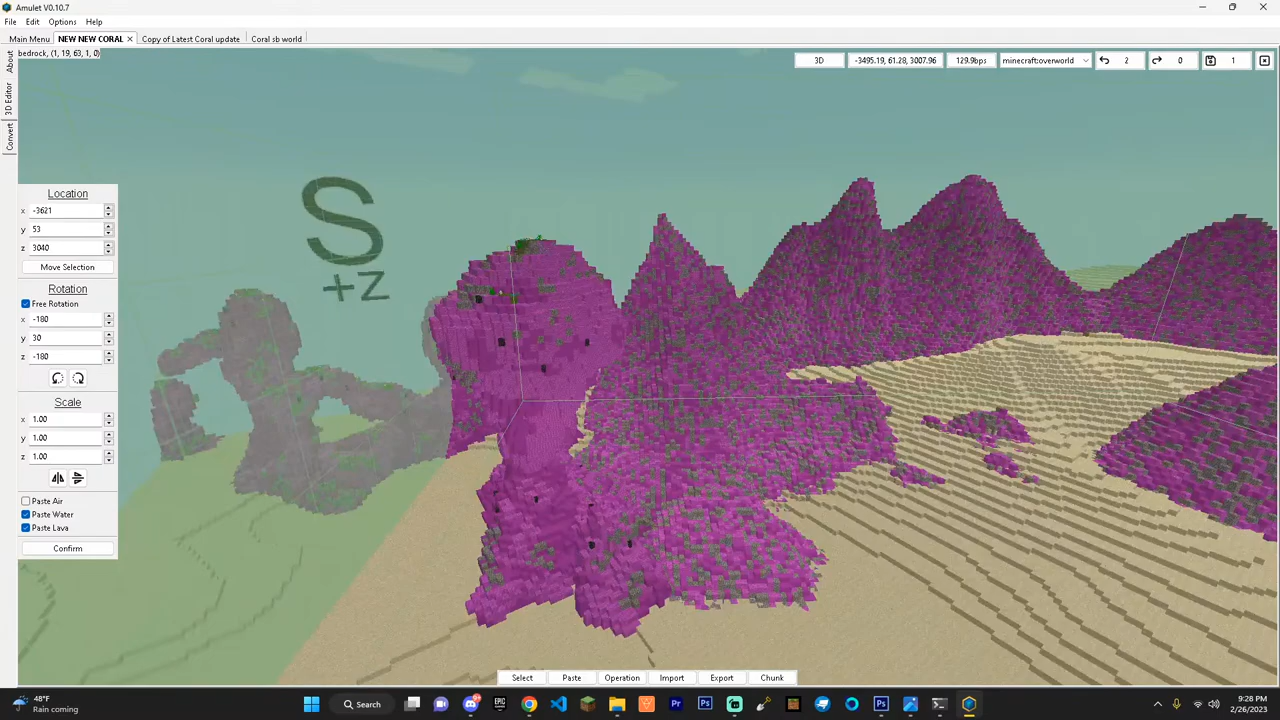 Amulet V0.10.7
File Edit Options Help
Main Menu NEW NEW CORAL Copy of Latest Coral update Coral sb world
bedrock, (1, 19, 63, 1, 0)
About
3D Editor
Convert
3D -3495.19, 61.28, 3007.96 129.9bps minecraft:overworld 2 0 1
S
+Z
Location
x -3621
y 53
z 3040
Move Selection
Rotation
Free Rotation
x -180
y 30
z -180
Scale
x 1.00
y 1.00
z 1.00
Paste Air
Paste Water
Paste Lava
Confirm
Select Paste Operation Import Export Chunk
48°F
Rain coming
Search
9:28 PM
2/26/2023